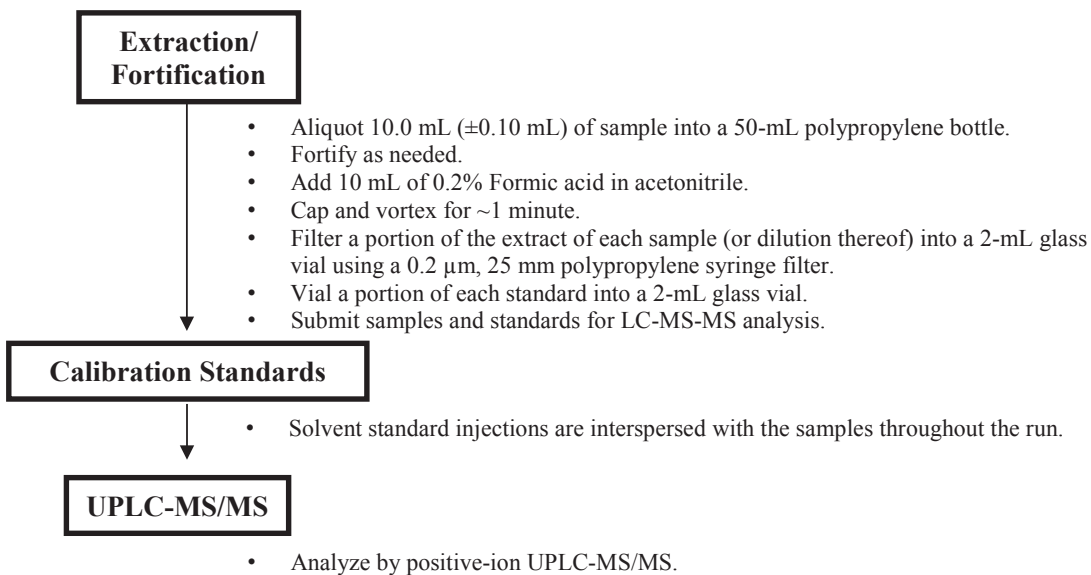 Extraction/
Fortification
• Aliquot 10.0 mL (±0.10 mL) of sample into a 50-mL polypropylene bottle.
• Fortify as needed.
• Add 10 mL of 0.2% Formic acid in acetonitrile.
• Cap and vortex for ~1 minute.
• Filter a portion of the extract of each sample (or dilution thereof) into a 2-mL glass
vial using a 0.2 µm, 25 mm polypropylene syringe filter.
• Vial a portion of each standard into a 2-mL glass vial.
• Submit samples and standards for LC-MS-MS analysis.
Calibration Standards
• Solvent standard injections are interspersed with the samples throughout the run.
UPLC-MS/MS
• Analyze by positive-ion UPLC-MS/MS.